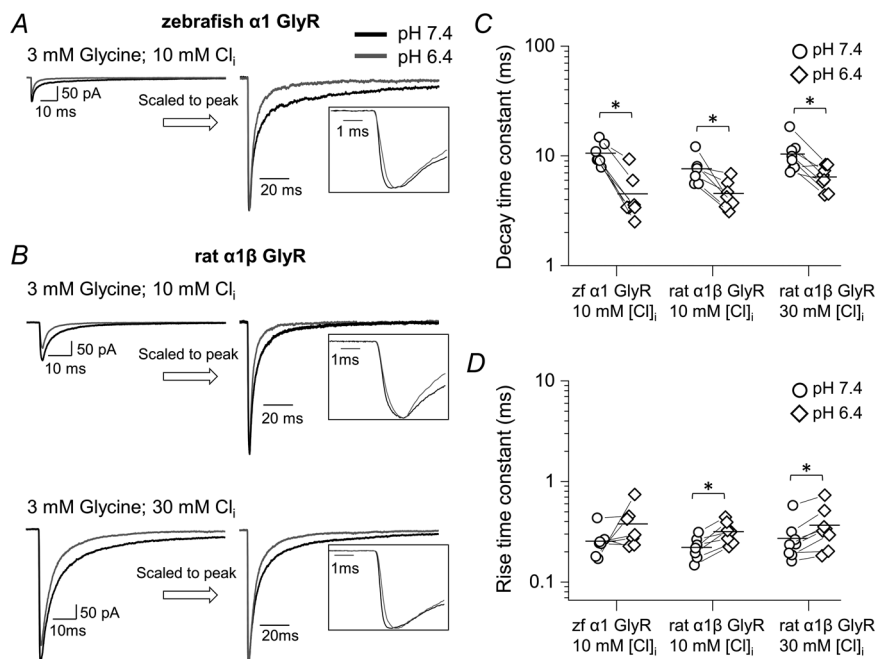 A
zebrafish α1 GlyR
pH 7.4
pH 6.4
3 mM Glycine; 10 mM Cl_i
50 pA
10 ms
Scaled to peak
20 ms
1 ms
B
rat α1β GlyR
3 mM Glycine; 10 mM Cl_i
50 pA
10 ms
Scaled to peak
20 ms
1ms
3 mM Glycine; 30 mM Cl_i
50 pA
10ms
Scaled to peak
20ms
1ms
C
Decay time constant (ms)
100
10
1
pH 7.4
pH 6.4
* * *
zf α1 GlyR rat α1β GlyR rat α1β GlyR
10 mM [Cl]i 10 mM [Cl]i 30 mM [Cl]i
D
Rise time constant (ms)
10
1
0.1
pH 7.4
pH 6.4
* *
zf α1 GlyR rat α1β GlyR rat α1β GlyR
10 mM [Cl]i 10 mM [Cl]i 30 mM [Cl]i